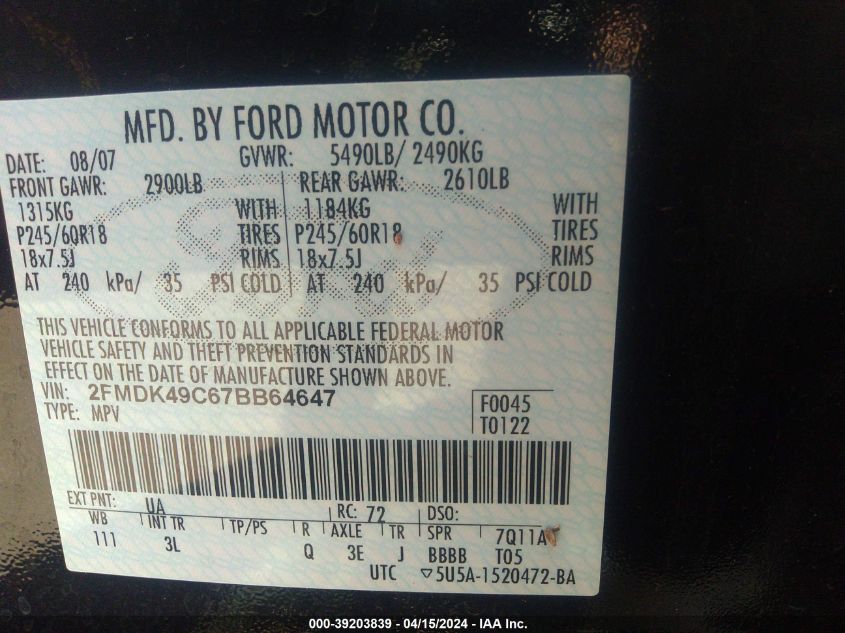 MFD. BY FORD MOTOR CO.
DATE: 08/07 GVWR: 5490LB/ 2490KG
FRONT GAWR: 2900LB REAR GAWR: 2610LB
1315KG WITH 1184KG WITH
P245/60R18 TIRES P245/60R18 TIRES
18x7.5J RIMS 18x7.5J RIMS
AT 240 kPa/ 35 PSI COLD AT 240 kPa/ 35 PSI COLD
THIS VEHICLE CONFORMS TO ALL APPLICABLE FEDERAL MOTOR
VEHICLE SAFETY AND THEFT PREVENTION STANDARDS IN
EFFECT ON THE DATE OF MANUFACTURE SHOWN ABOVE.
VIN: 2FMDK49C67BB64647 F0045
TYPE: MPV T0122
EXT PNT: UA RC: 72 DSO:
WB INT TR TP/PS R AXLE TR SPR 7Q11A
111 3L Q 3E J BBBB T05
UTC ▽5U5A-1520472-BA
000-39203839 - 04/15/2024 - IAA Inc.